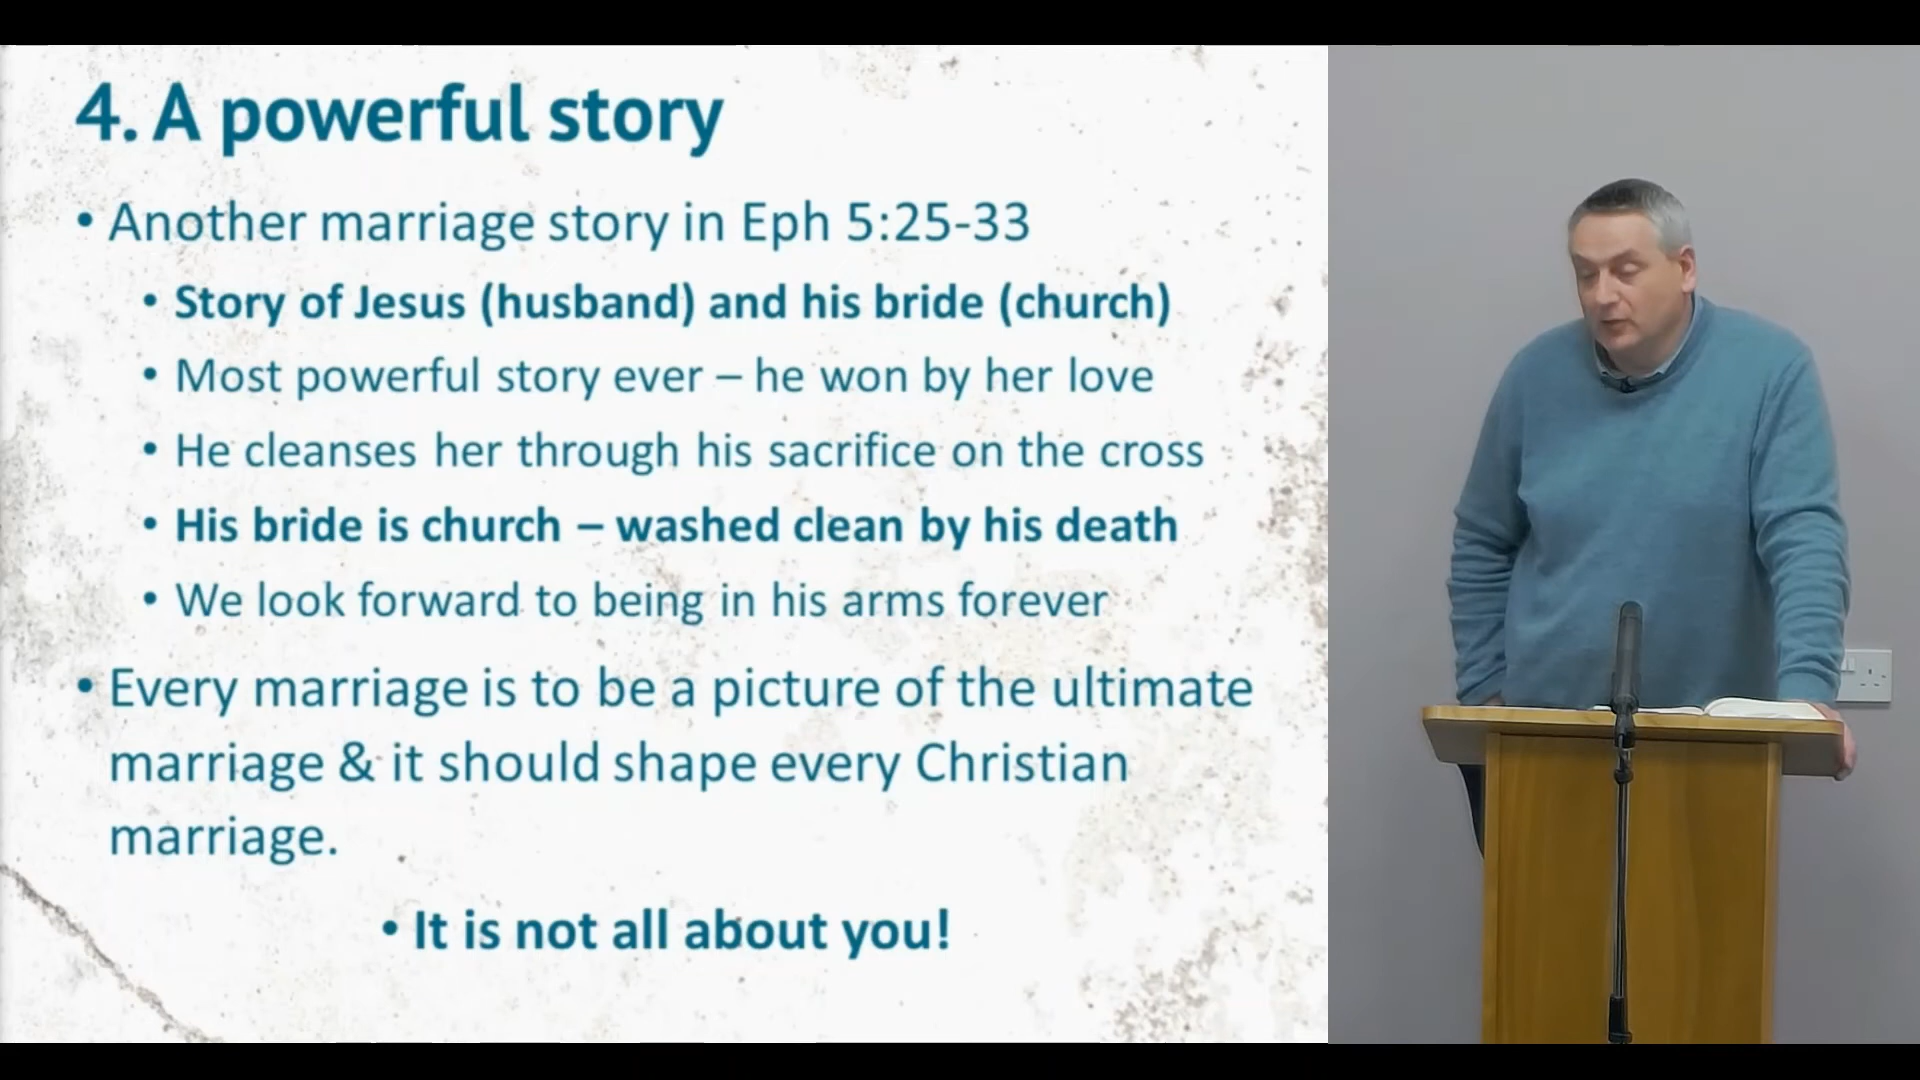 4. A powerful story
• Another marriage story in Eph 5:25-33
• Story of Jesus (husband) and his bride (church)
• Most powerful story ever – he won by her love
• He cleanses her through his sacrifice on the cross
• His bride is church – washed clean by his death
• We look forward to being in his arms forever
• Every marriage is to be a picture of the ultimate
marriage & it should shape every Christian
marriage.
• It is not all about you!